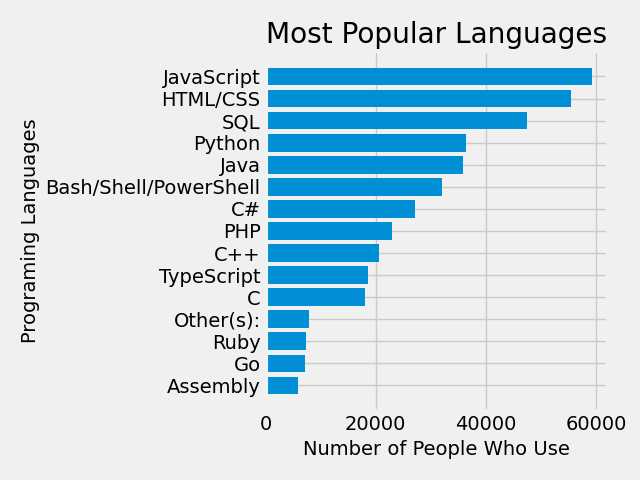 Most Popular Languages
JavaScript
HTML/CSS
SQL
Python
Java
Bash/Shell/PowerShell
C#
PHP
C++
TypeScript
C
Other(s):
Ruby
Go
Assembly
Programing Languages
0 20000 40000 60000
Number of People Who Use